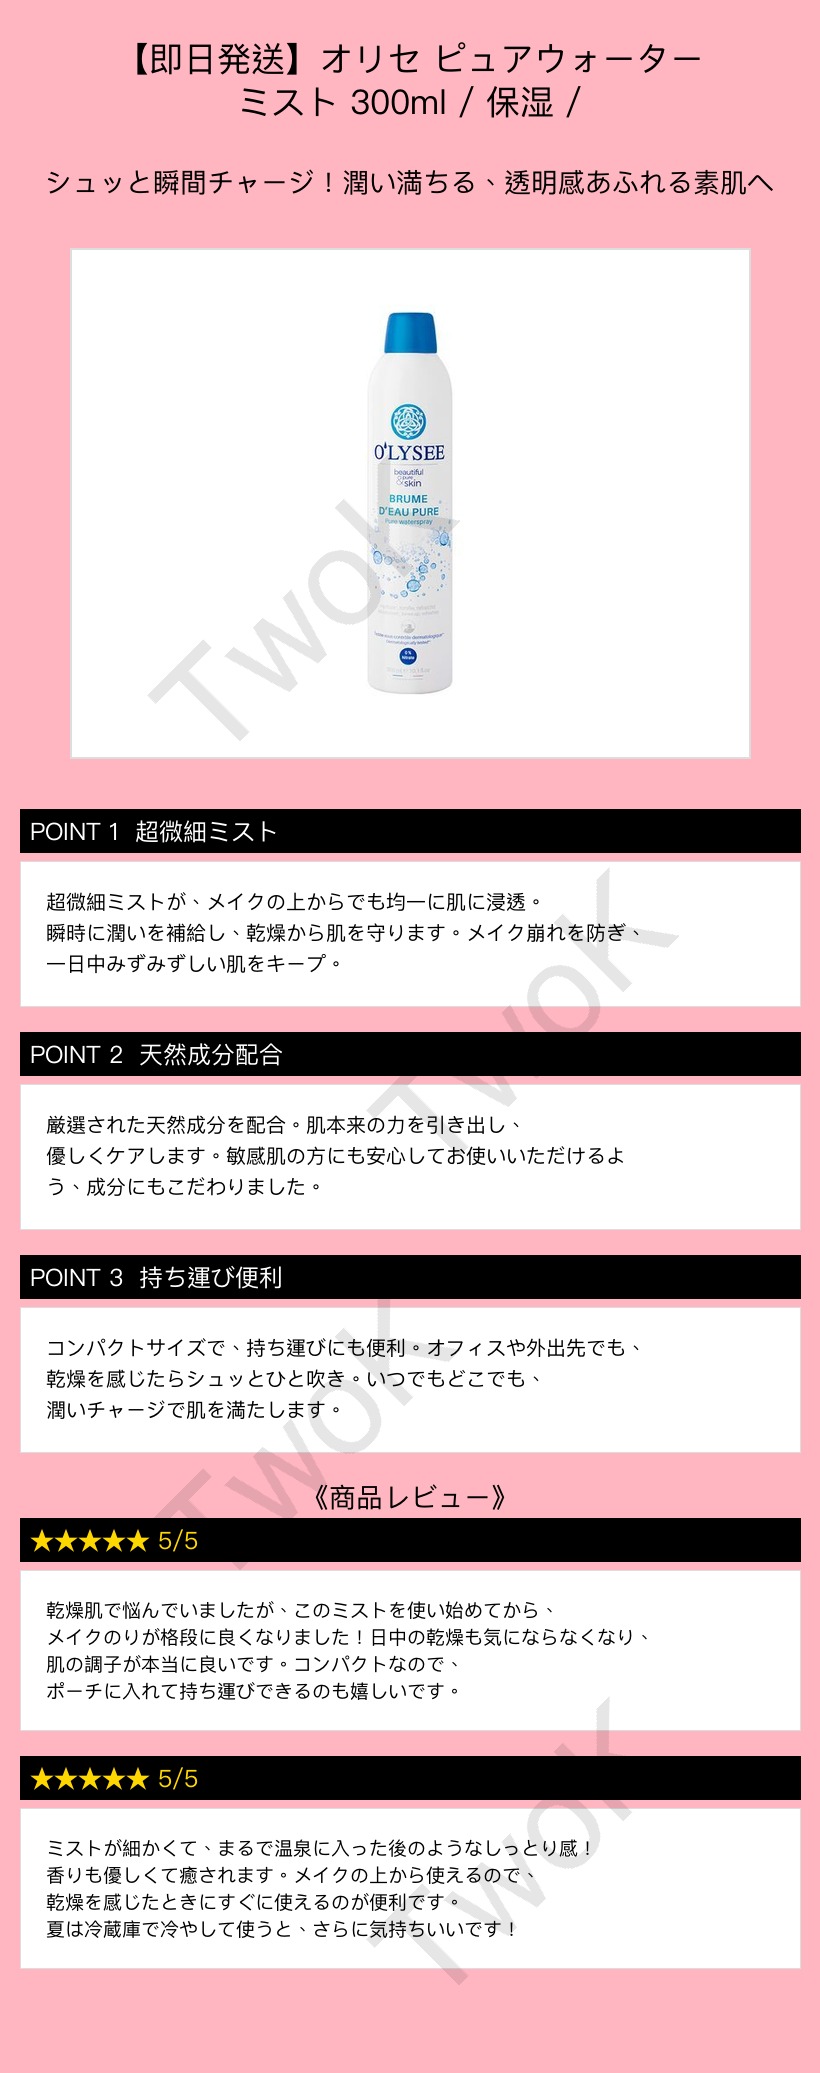 【即日発送】オリセ ピュアウォーター
ミスト 300ml / 保湿 /
シュッと瞬間チャージ！潤い満ちる、透明感あふれる素肌へ
O'LYSEE
beautiful
pure
& skin
BRUME
D'EAU PURE
Pure waterspray
0%
TwoK
POINT 1 超微細ミスト
超微細ミストが、メイクの上からでも均一に肌に浸透。
瞬時に潤いを補給し、乾燥から肌を守ります。メイク崩れを防ぎ、
一日中みずみずしい肌をキープ。
TwoK
POINT 2 天然成分配合
厳選された天然成分を配合。肌本来の力を引き出し、
優しくケアします。敏感肌の方にも安心してお使いいただけるよ
う、成分にもこだわりました。
POINT 3 持ち運び便利
コンパクトサイズで、持ち運びにも便利。オフィスや外出先でも、
乾燥を感じたらシュッとひと吹き。いつでもどこでも、
潤いチャージで肌を満たします。
TwoK
《商品レビュー》
★★★★★ 5/5
乾燥肌で悩んでいましたが、このミストを使い始めてから、
メイクのりが格段に良くなりました！日中の乾燥も気にならなくなり、
肌の調子が本当に良いです。コンパクトなので、
ポーチに入れて持ち運びできるのも嬉しいです。
★★★★★ 5/5
ミストが細かくて、まるで温泉に入った後のようなしっとり感！
香りも優しくて癒されます。メイクの上から使えるので、
乾燥を感じたときにすぐに使えるのが便利です。
夏は冷蔵庫で冷やして使うと、さらに気持ちいいです！
TwoK